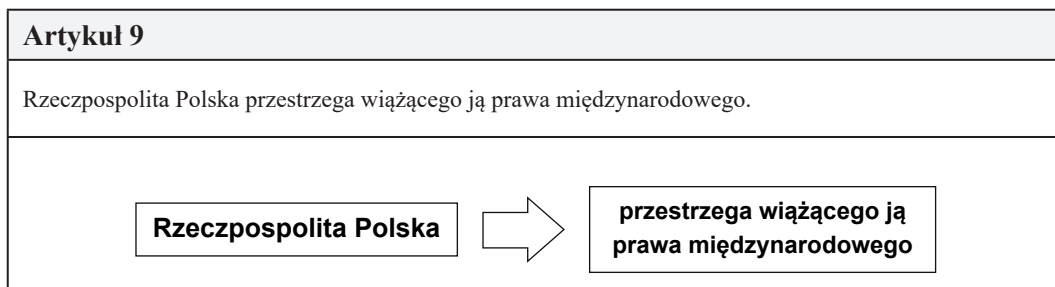 Artykuł 9
Rzeczpospolita Polska przestrzega wiążącego ją prawa międzynarodowego.
Rzeczpospolita Polska
przestrzega wiążącego ją
prawa międzynarodowego